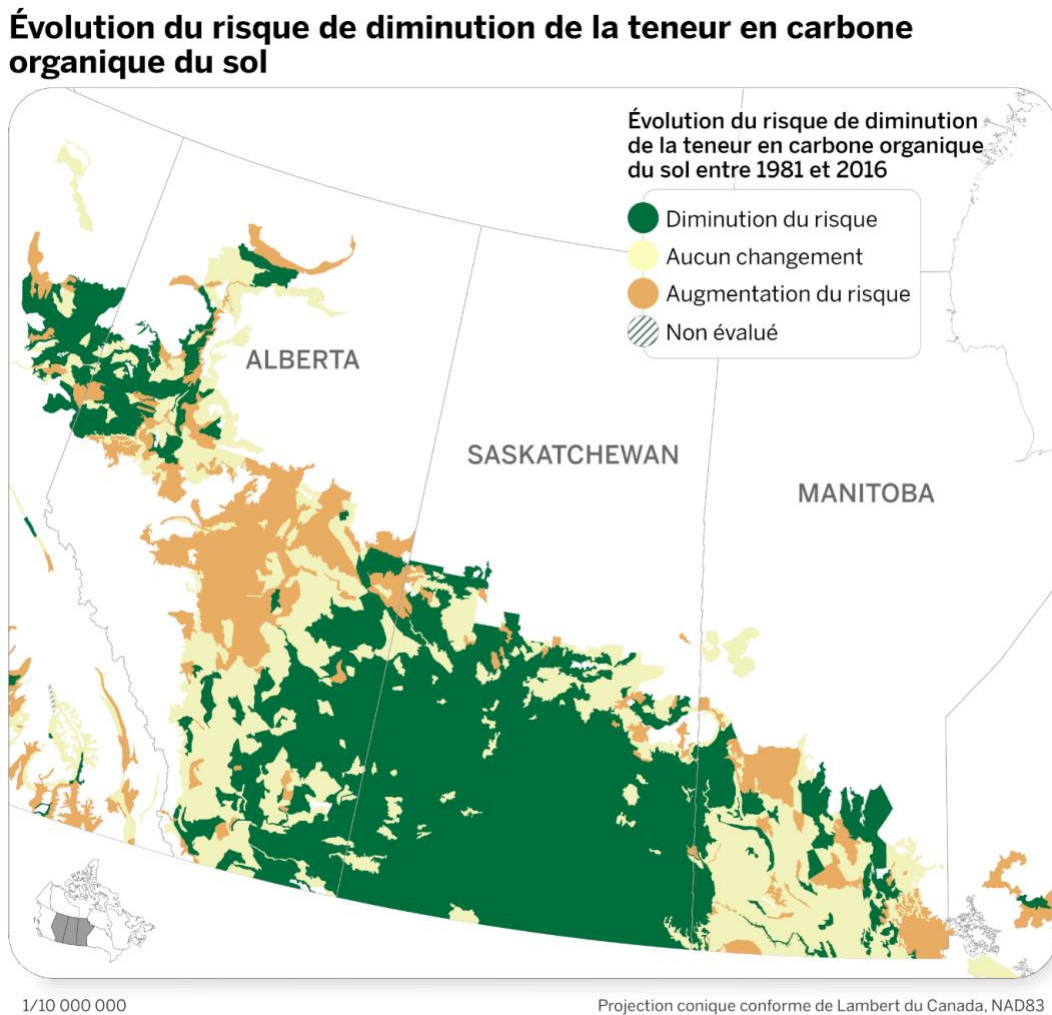 Évolution du risque de diminution de la teneur en carbone
organique du sol
Évolution du risque de diminution
de la teneur en carbone organique
du sol entre 1981 et 2016
Diminution du risque
Aucun changement
Augmentation du risque
Non évalué
ALBERTA
SASKATCHEWAN
MANITOBA
1/10 000 000
Projection conique conforme de Lambert du Canada, NAD83